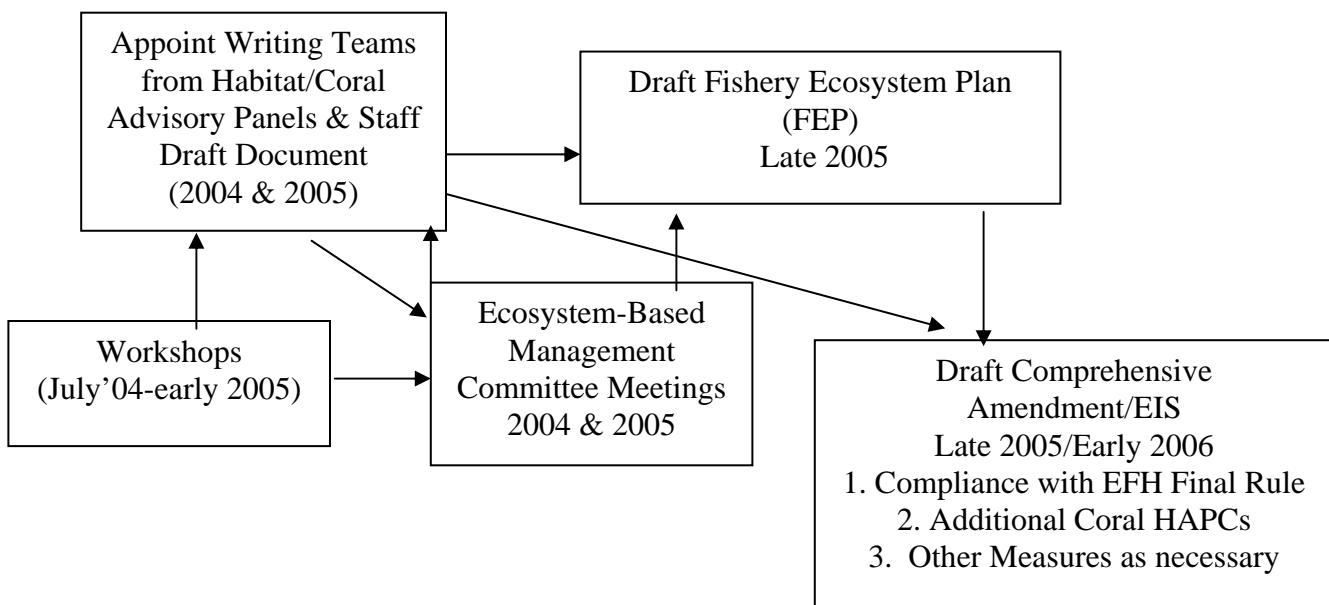 Appoint Writing Teams
from Habitat/Coral
Advisory Panels & Staff
Draft Document
(2004 & 2005)
Draft Fishery Ecosystem Plan
(FEP)
Late 2005
Workshops
(July’04-early 2005)
Ecosystem-Based
Management
Committee Meetings
2004 & 2005
Draft Comprehensive
Amendment/EIS
Late 2005/Early 2006
1. Compliance with EFH Final Rule
2. Additional Coral HAPCs
3. Other Measures as necessary